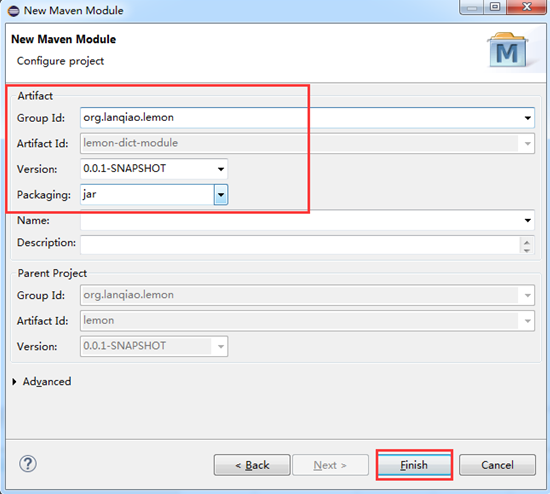 New Maven Module
New Maven Module
Configure project
M
Artifact
Group Id: org.lanqiao.lemon
Artifact Id: lemon-dict-module
Version: 0.0.1-SNAPSHOT
Packaging: jar
Name:
Description:
Parent Project
Group Id: org.lanqiao.lemon
Artifact Id: lemon
Version: 0.0.1-SNAPSHOT
Advanced
?
< Back Next > Finish Cancel